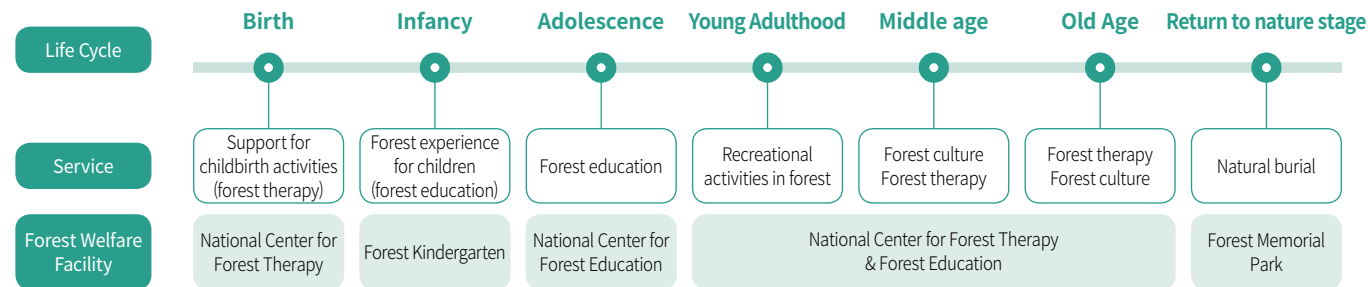 Life Cycle
Birth
Infancy
Adolescence
Young Adulthood
Middle age
Old Age
Return to nature stage
Service
Support for
childbirth activities
(forest therapy)
Forest experience
for children
(forest education)
Forest education
Recreational
activities in forest
Forest culture
Forest therapy
Forest therapy
Forest culture
Natural burial
Forest Welfare
Facility
National Center for
Forest Therapy
Forest Kindergarten
National Center for
Forest Education
National Center for Forest Therapy
& Forest Education
Forest Memorial
Park